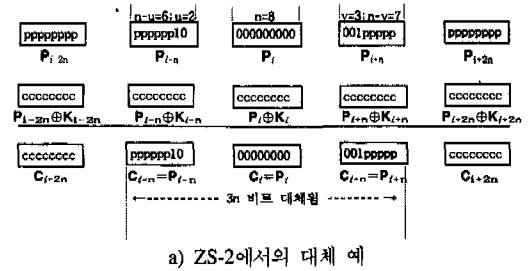 n-u=6;u=2 n=8 v=3;n-v=7
pppppppp pppppp10 000000000 001ppppp pppppppp
P_{i-2n} P_{i-n} P_i P_{i+n} P_{i+2n}
cccccccc cccccccc cccccccc cccccccc cccccccc
P_{i-2n}⊕K_{i-2n} P_{i-n}⊕K_{i-n} P_i⊕K_i P_{i+n}⊕K_{i+n} P_{i+2n}⊕K_{i+2n}
cccccccc pppppp10 00000000 001ppppp cccccccc
C_{i-2n} C_{i-n}=P_{i-n} C_i=P_i C_{i+n}=P_{i+n} C_{i+2n}
3n 비트 대체됨
a) ZS-2에서의 대체 예